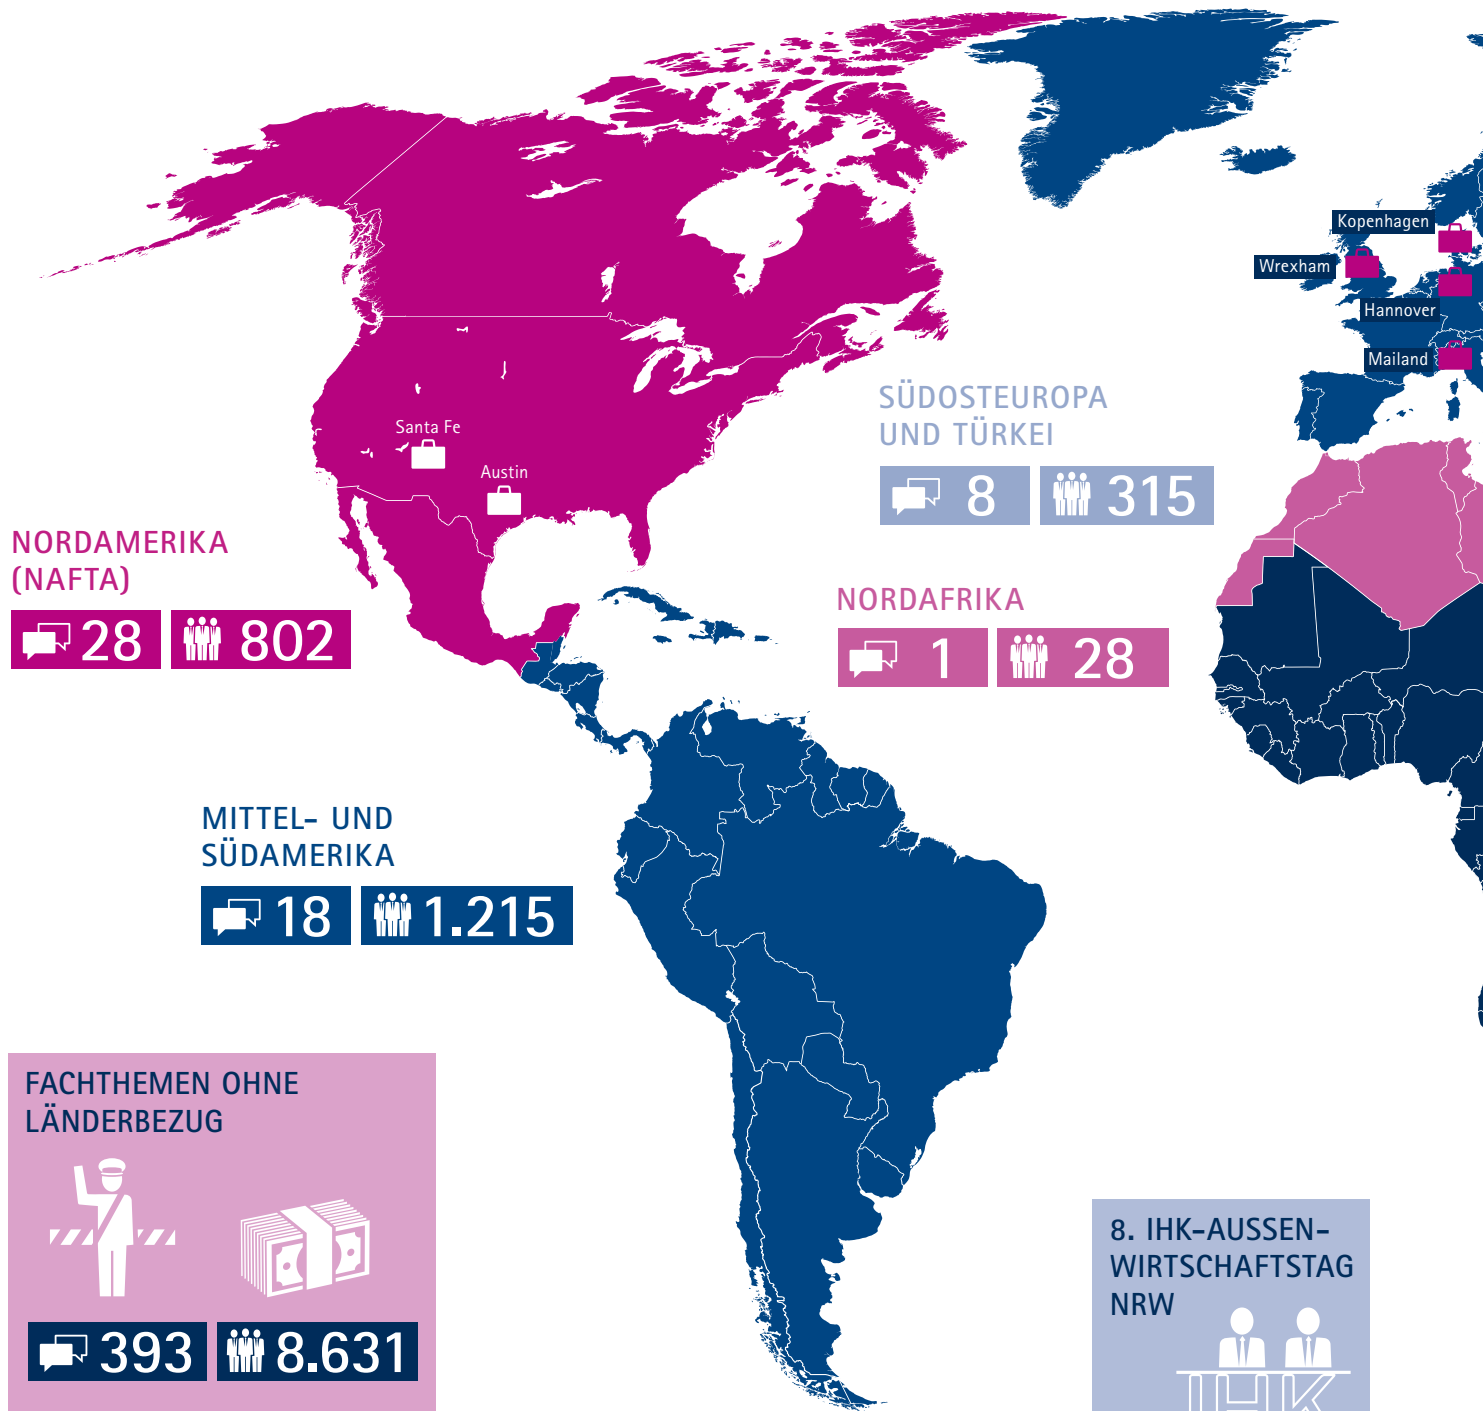 Kopenhagen
Wrexham
Hannover
Mailand
SÜDOSTEUROPA
UND TÜRKEI
8 315
Santa Fe
Austin
NORDAMERIKA
(NAFTA)
28 802
NORDAFRIKA
1 28
MITTEL- UND
SÜDAMERIKA
18 1.215
FACHTHEMEN OHNE
LÄNDERBEZUG
393 8.631
8. IHK-AUSSEN-
WIRTSCHAFTSTAG
NRW
IHK